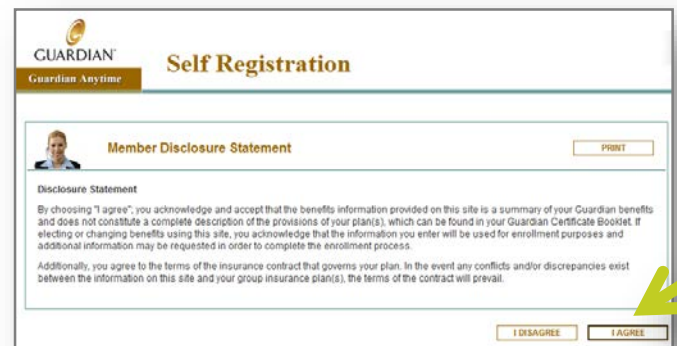 GUARDIAN
Guardian Anytime
Self Registration
Member Disclosure Statement
PRINT
Disclosure Statement
By choosing "I agree", you acknowledge and accept that the benefits information provided on this site is a summary of your Guardian benefits
and does not constitute a complete description of the provisions of your plan(s), which can be found in your Guardian Certificate Booklet. If
electing or changing benefits using this site, you acknowledge that the information you enter will be used for enrollment purposes and
additional information may be requested in order to complete the enrollment process.
Additionally, you agree to the terms of the insurance contract that governs your plan. In the event any conflicts and/or discrepancies exist
between the information on this site and your group insurance plan(s), the terms of the contract will prevail.
I DISAGREE
I AGREE